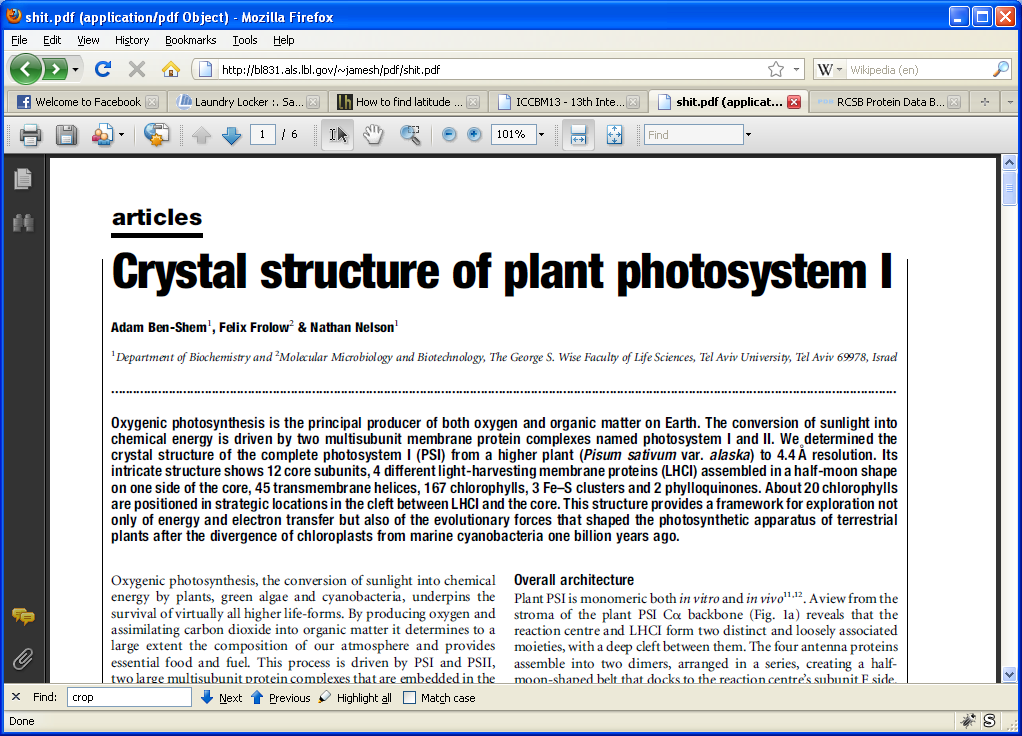 shit.pdf (application/pdf Object) - Mozilla Firefox
File Edit View History Bookmarks Tools Help
http://bl831.als.lbl.gov/~jamesh/pdf/shit.pdf W Wikipedia (en)
Welcome to Facebook Laundry Locker :. Sa... How to find latitude ... ICCBM13 - 13th Inte... shit.pdf (applicat... RCSB Protein Data B...
1 / 6 101% Find
articles
Crystal structure of plant photosystem I
Adam Ben-Shem1, Felix Frolow2 & Nathan Nelson1
1Department of Biochemistry and 2Molecular Microbiology and Biotechnology, The George S. Wise Faculty of Life Sciences, Tel Aviv University, Tel Aviv 69978, Israel
Oxygenic photosynthesis is the principal producer of both oxygen and organic matter on Earth. The conversion of sunlight into
chemical energy is driven by two multisubunit membrane protein complexes named photosystem I and II. We determined the
crystal structure of the complete photosystem I (PSI) from a higher plant (Pisum sativum var. alaska) to 4.4 Å resolution. Its
intricate structure shows 12 core subunits, 4 different light-harvesting membrane proteins (LHCI) assembled in a half-moon shape
on one side of the core, 45 transmembrane helices, 167 chlorophylls, 3 Fe–S clusters and 2 phylloquinones. About 20 chlorophylls
are positioned in strategic locations in the cleft between LHCI and the core. This structure provides a framework for exploration not
only of energy and electron transfer but also of the evolutionary forces that shaped the photosynthetic apparatus of terrestrial
plants after the divergence of chloroplasts from marine cyanobacteria one billion years ago.
Oxygenic photosynthesis, the conversion of sunlight into chemical
energy by plants, green algae and cyanobacteria, underpins the
survival of virtually all higher life-forms. By producing oxygen and
assimilating carbon dioxide into organic matter it determines to a
large extent the composition of our atmosphere and provides
essential food and fuel. This process is driven by PSI and PSII,
two large multisubunit protein complexes that are embedded in the
Overall architecture
Plant PSI is monomeric both in vitro and in vivo11,12. A view from the
stroma of the plant PSI Cα backbone (Fig. 1a) reveals that the
reaction centre and LHCI form two distinct and loosely associated
moieties, with a deep cleft between them. The four antenna proteins
assemble into two dimers, arranged in a series, creating a half-
moon-shaped belt that docks to the reaction centre's subunit F side.
Find: crop Next Previous Highlight all Match case
Done S